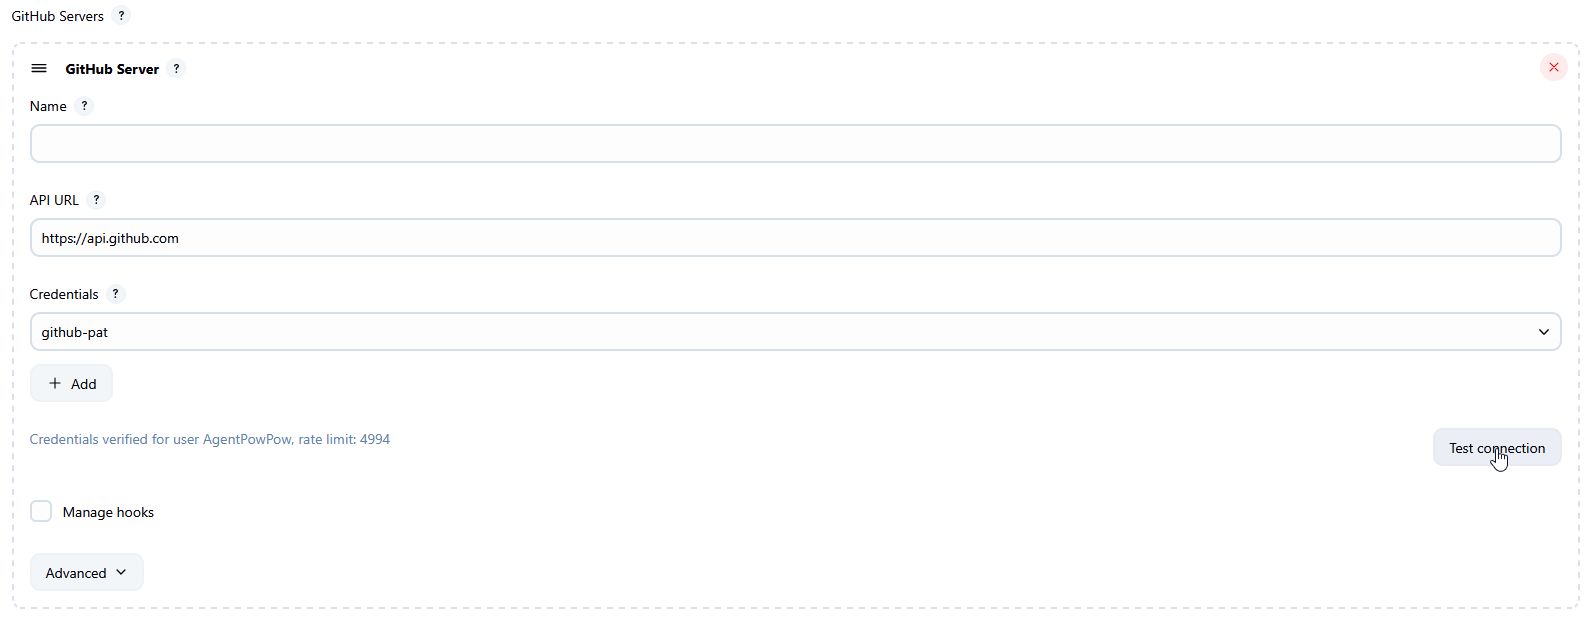 GitHub Servers ?
GitHub Server ?
Name ?
API URL ?
https://api.github.com
Credentials ?
github-pat
+ Add
Credentials verified for user AgentPowPow, rate limit: 4994
Test connection
Manage hooks
Advanced